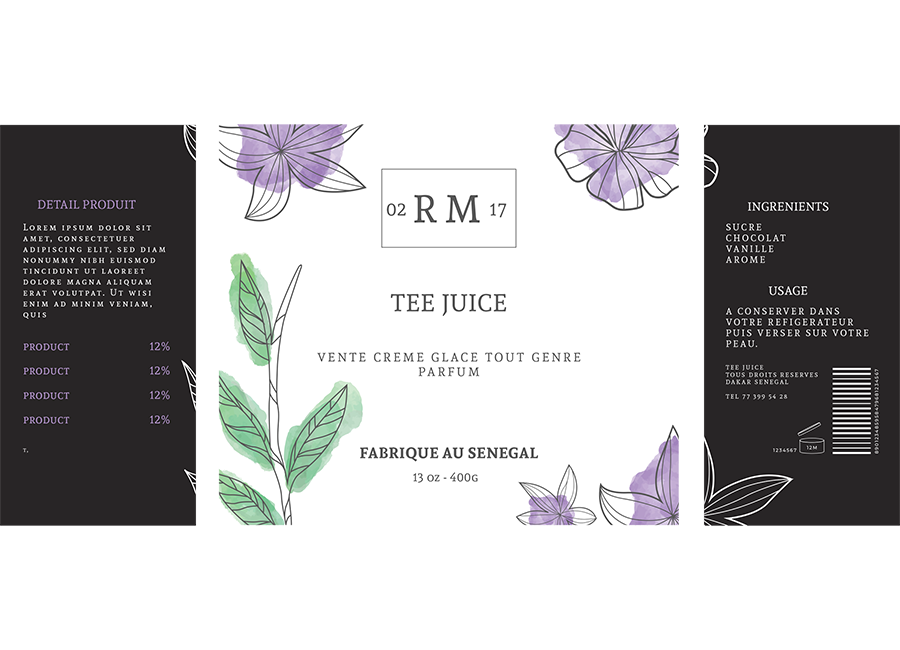 DETAIL PRODUIT
Lorem ipsum dolor sit
amet, consectetuer
adipiscing elit, sed diam
nonummy nibh euismod
tincidunt ut laoreet
dolore magna aliquam
erat volutpat. Ut wisi
enim ad minim veniam,
quis
PRODUCT 12%
PRODUCT 12%
PRODUCT 12%
PRODUCT 12%
T,
02 RM 17
TEE JUICE
VENTE CREME GLACE TOUT GENRE
PARFUM
FABRIQUE AU SENEGAL
13 OZ - 400G
INGRENIENTS
SUCRE
CHOCOLAT
VANILLE
AROME
USAGE
A CONSERVER DANS
VOTRE REFIGERATEUR
PUIS VERSER SUR VOTRE
PEAU.
TEE JUICE
TOUS DROITS RESERVES
DAKAR SENEGAL
TEL 77 399 54 28
1234567
12M